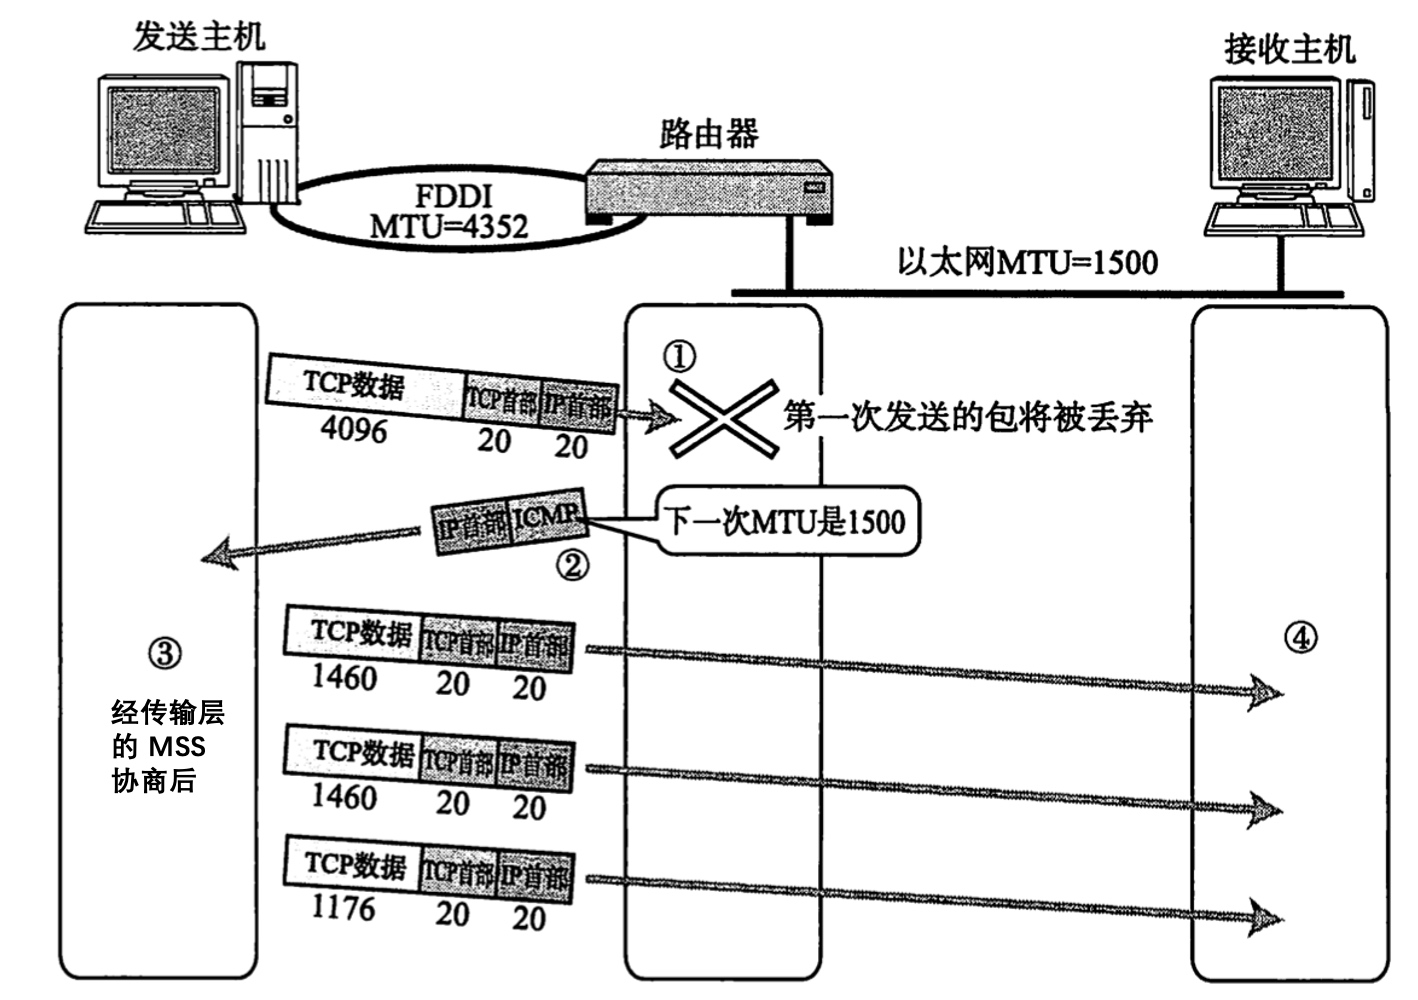 发送主机
接收主机
路由器
FDDI
MTU=4352
以太网MTU=1500
①
TCP数据 TCP首部 IP首部
4096 20 20
第一次发送的包将被丢弃
IP首部 ICMP
下一次MTU是1500
②
③
经传输层
的 MSS
协商后
④
TCP数据 TCP首部 IP首部
1460 20 20
TCP数据 TCP首部 IP首部
1460 20 20
TCP数据 TCP首部 IP首部
1176 20 20